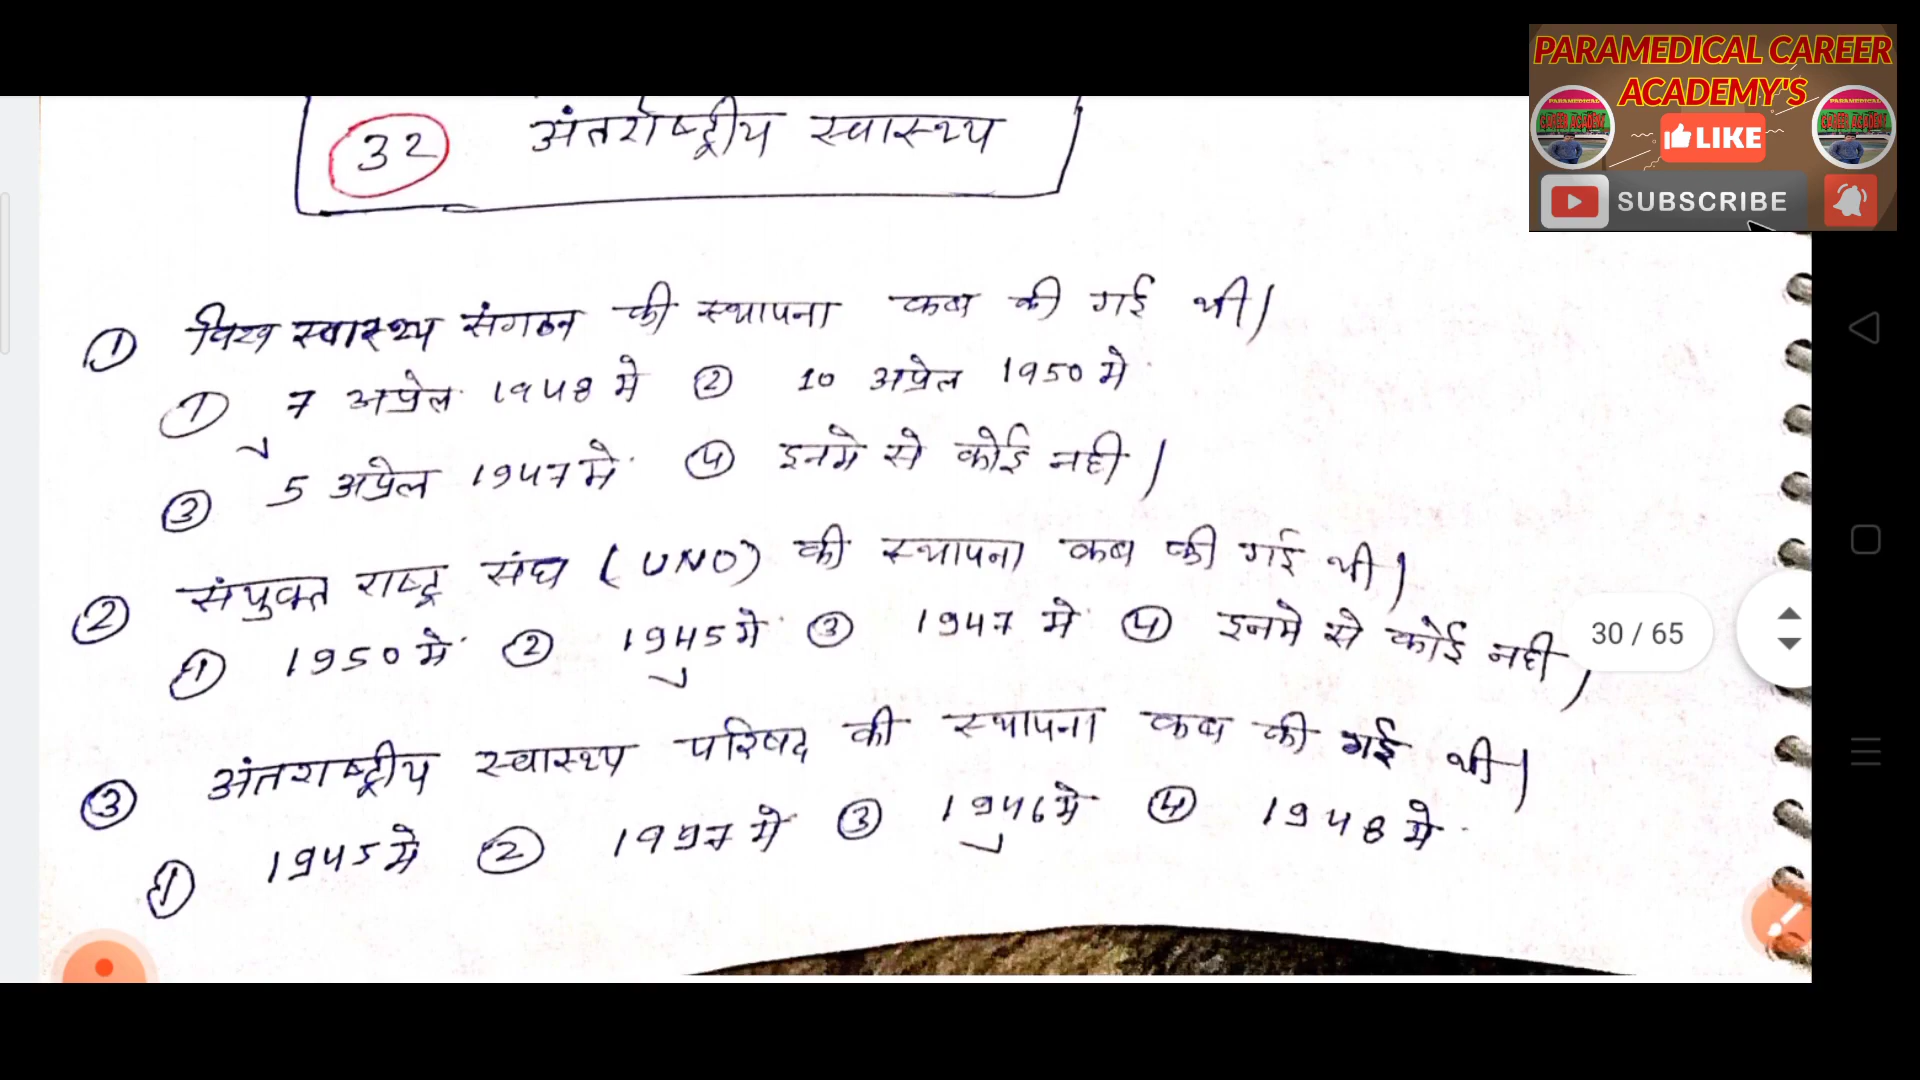 PARAMEDICAL CAREER
ACADEMY'S
LIKE
SUBSCRIBE
32 अंतर्राष्ट्रीय स्वास्थ्य
① विश्व स्वास्थ्य संगठन की स्थापना कब की गई थी।
① 7 अप्रेल 1948 मे ② 10 अप्रेल 1950 मे
③ 5 अप्रेल 1947 मे ④ इनमे से कोई नही।
② संयुक्त राष्ट्र संघ (UNO) की स्थापना कब की गई थी।
① 1950 मे ② 1945 मे ③ 1947 मे ④ इनमे से कोई नही।
30 / 65
③ अंतराष्ट्रीय स्वास्थ्य परिषद की स्थापना कब की गई थी।
① 1945 मे ② 1997 मे ③ 1946 मे ④ 1948 मे